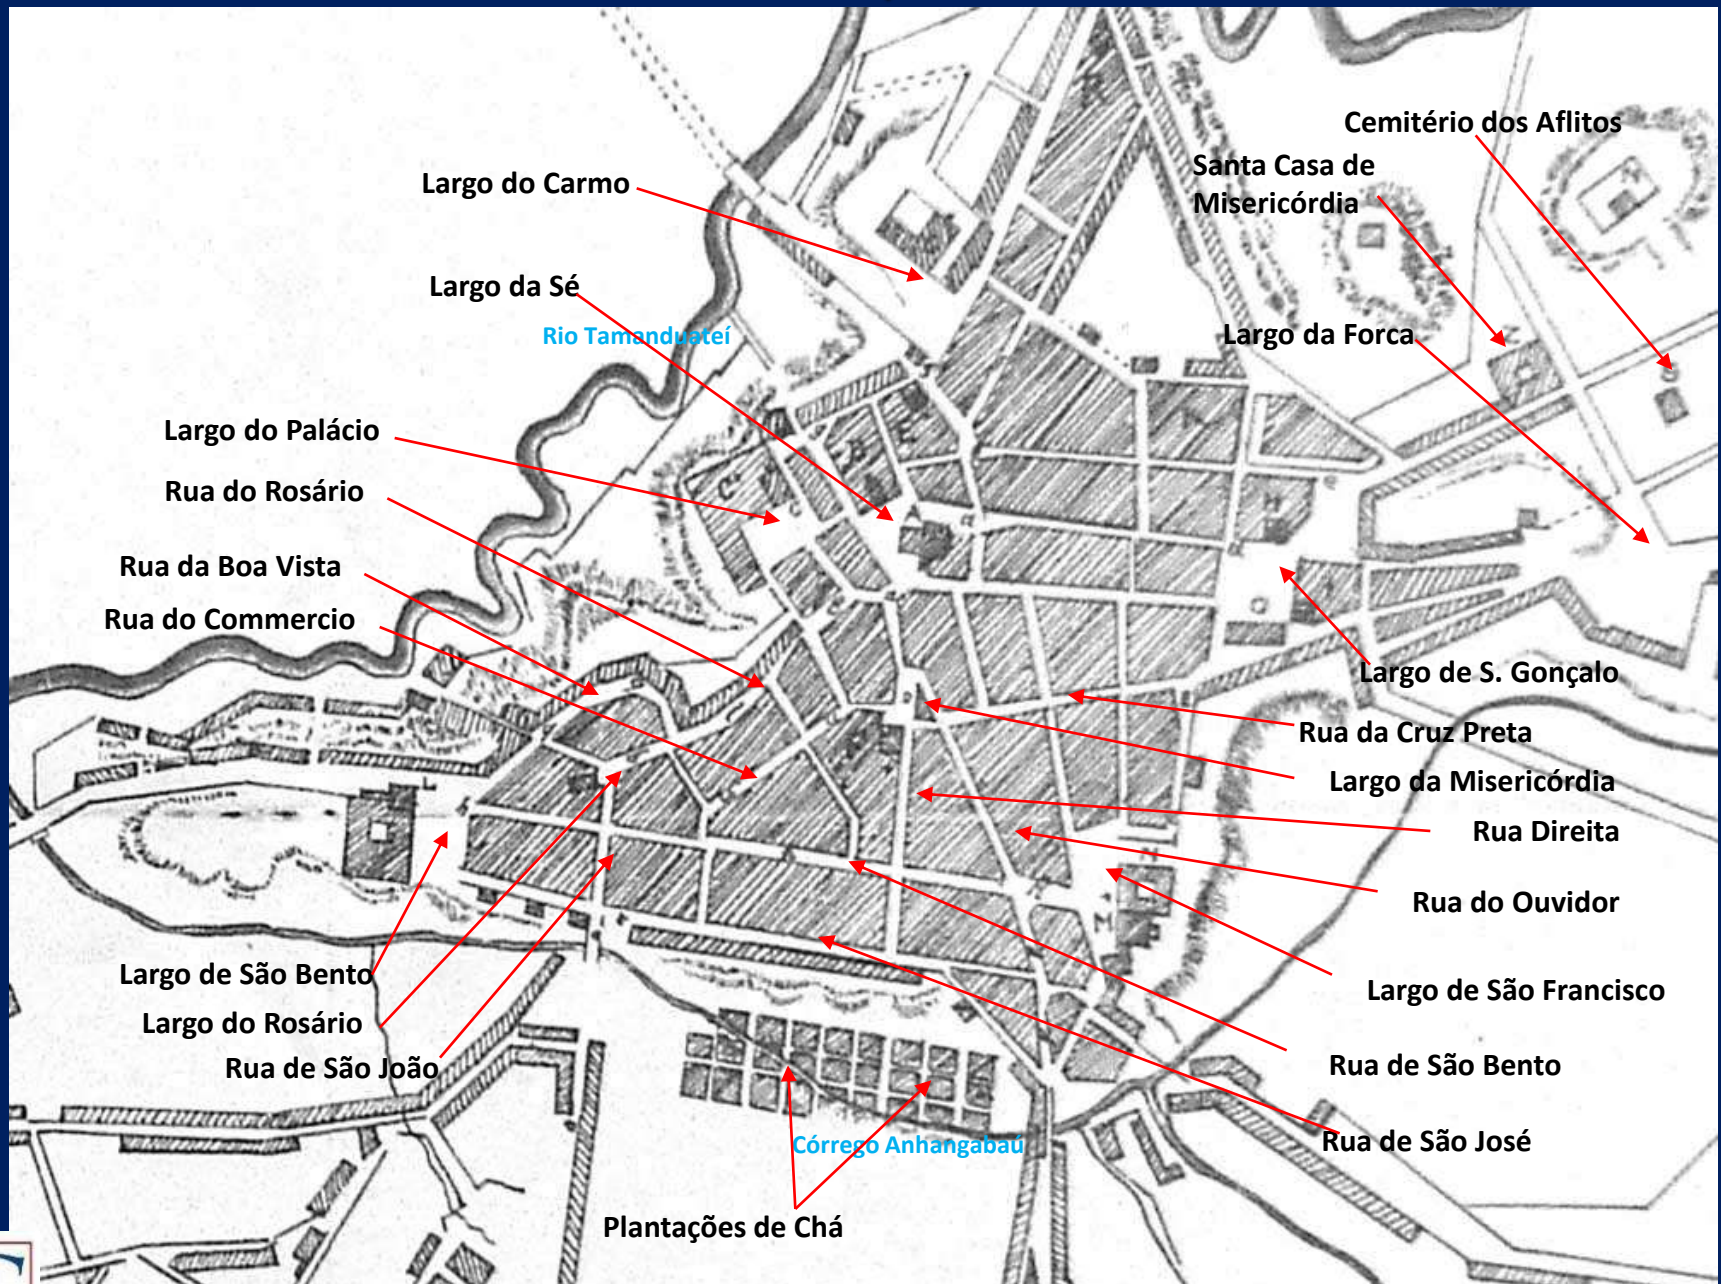 Cemitério dos Aflitos
Santa Casa de
Misericórdia
Largo do Carmo
Largo da Sé
Rio Tamanduateí
Largo da Forca
Largo do Palácio
Rua do Rosário
Rua da Boa Vista
Rua do Commercio
Largo de S. Gonçalo
Rua da Cruz Preta
Largo da Misericórdia
Rua Direita
Rua do Ouvidor
Largo de São Bento
Largo de São Francisco
Largo do Rosário
Rua de São João
Rua de São Bento
Córrego Anhangabaú
Rua de São José
Plantações de Chá